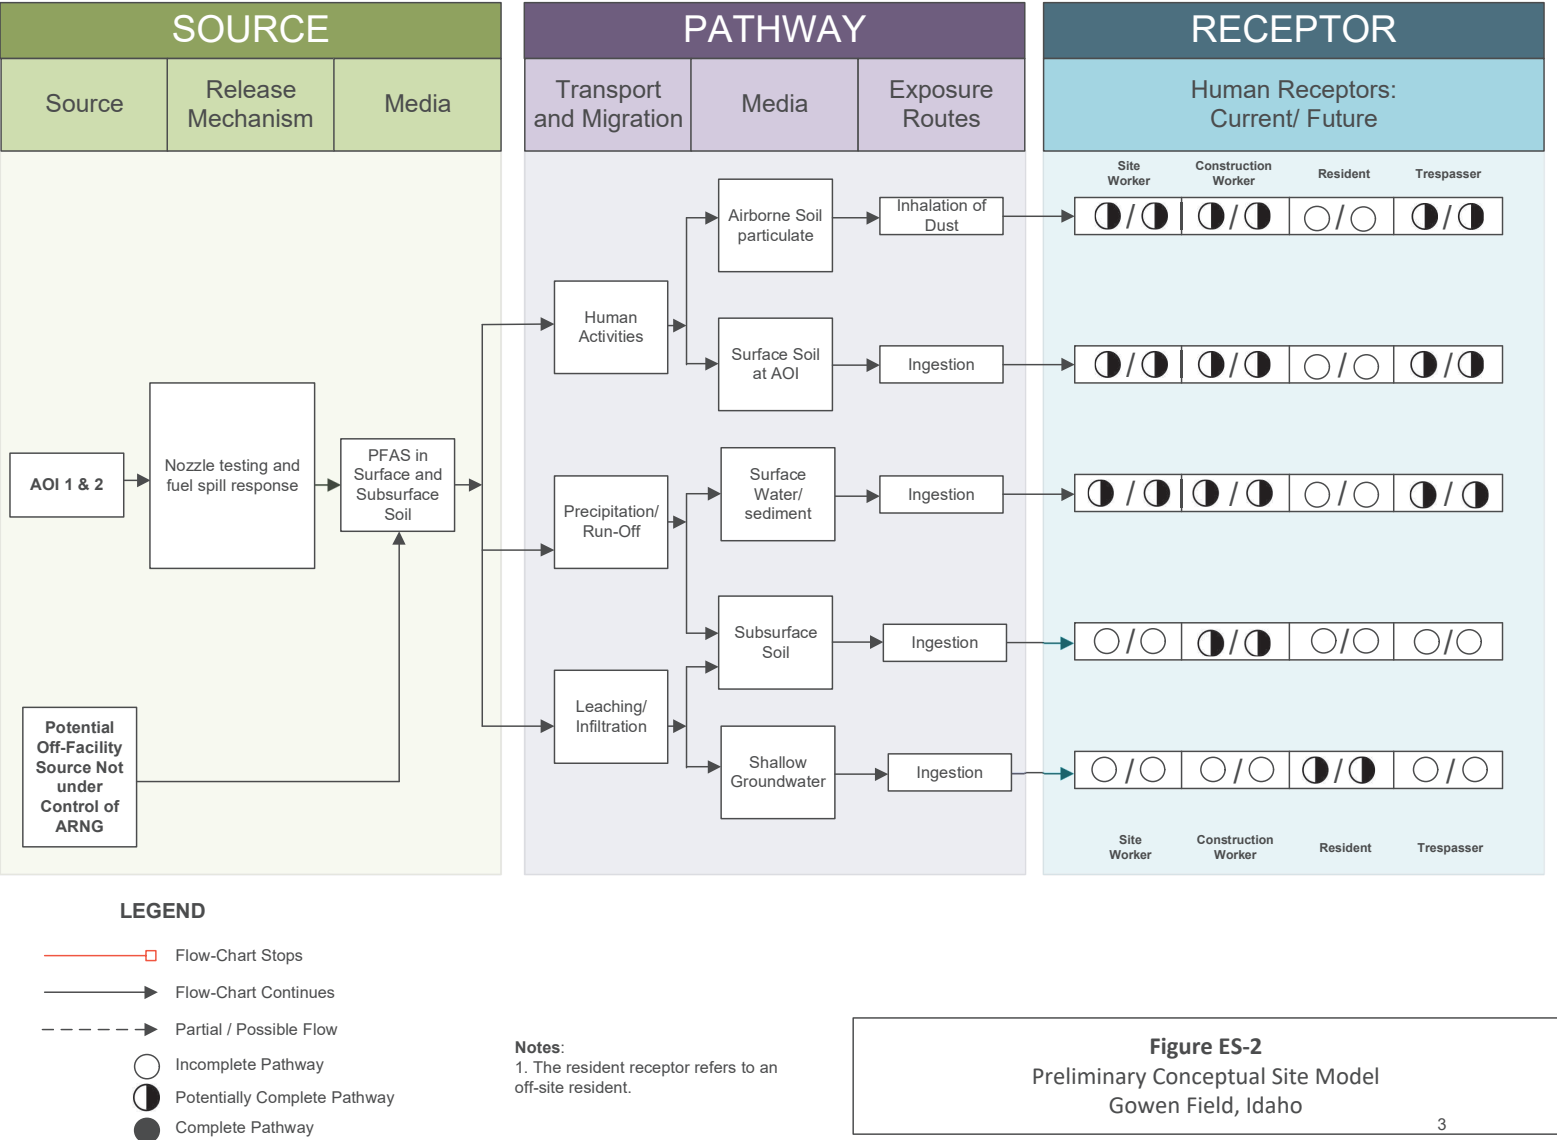 SOURCE
PATHWAY
RECEPTOR
Source
Release
Mechanism
Media
Transport
and Migration
Media
Exposure
Routes
Human Receptors:
Current/ Future
Site
Worker
Construction
Worker
Resident
Trespasser
Airborne Soil
particulate
Inhalation of
Dust
/ / / /
Human
Activities
Surface Soil
at AOI
Ingestion
/ / / /
AOI 1 & 2
Nozzle testing and
fuel spill response
PFAS in
Surface and
Subsurface
Soil
Precipitation/
Run-Off
Surface
Water/
sediment
Ingestion
/ / / /
Subsurface
Soil
Ingestion
/ / / /
Leaching/
Infiltration
Shallow
Groundwater
Ingestion
/ / / /
Potential
Off-Facility
Source Not
under
Control of
ARNG
Site
Worker
Construction
Worker
Resident
Trespasser
LEGEND
Flow-Chart Stops
Flow-Chart Continues
Partial / Possible Flow
Incomplete Pathway
Potentially Complete Pathway
Complete Pathway
Notes:
1. The resident receptor refers to an
off-site resident.
Figure ES-2
Preliminary Conceptual Site Model
Gowen Field, Idaho
3